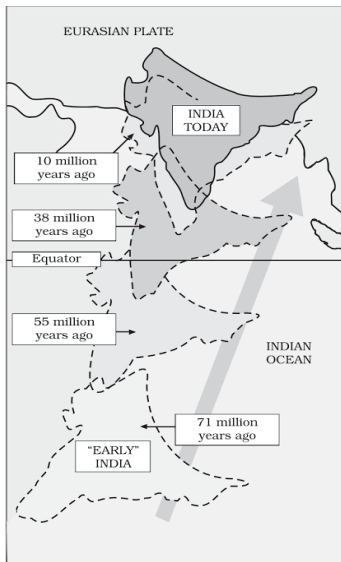 EURASIAN PLATE
INDIA
TODAY
10 million
years ago
38 million
years ago
Equator
55 million
years ago
INDIAN
OCEAN
71 million
years ago
"EARLY"
INDIA